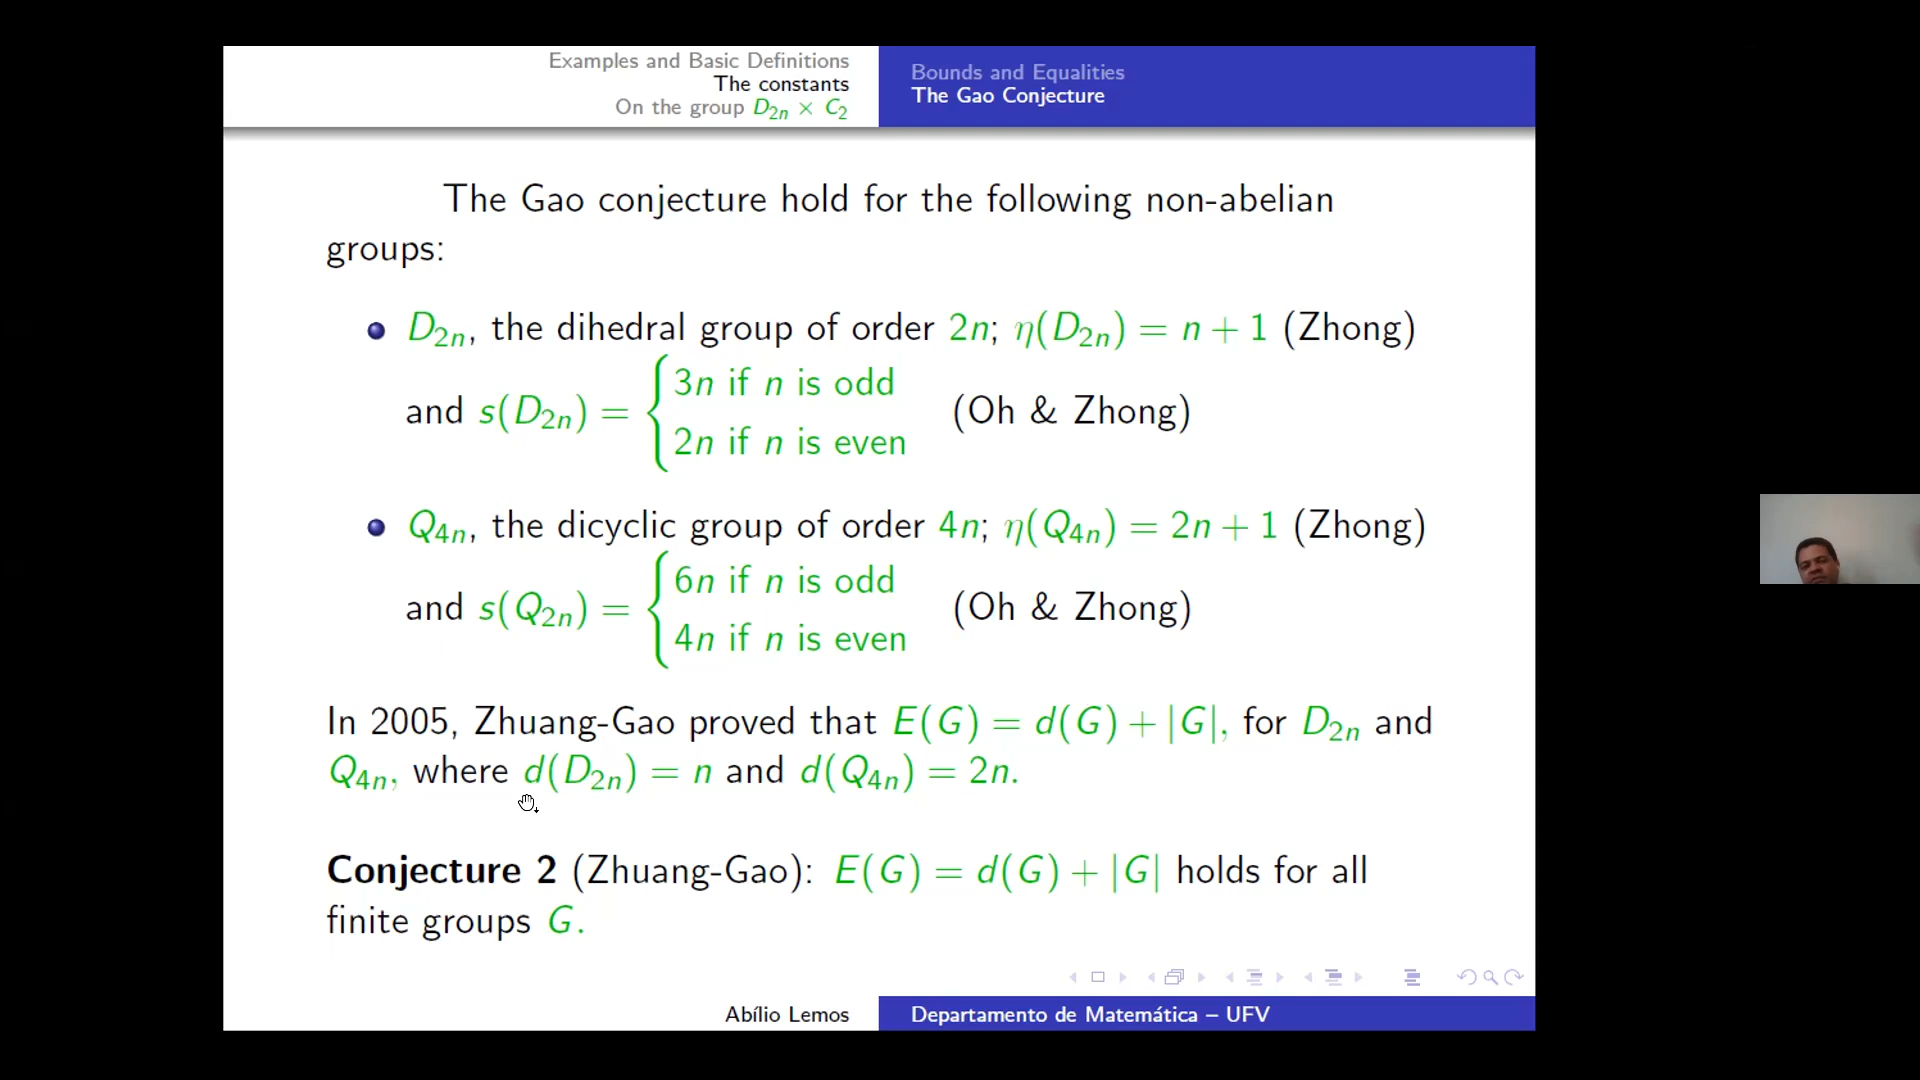 Examples and Basic Definitions
The constants
On the group D₂ₙ × C₂
Bounds and Equalities
The Gao Conjecture
The Gao conjecture hold for the following non-abelian
groups:
D₂ₙ, the dihedral group of order 2n; η(D₂ₙ) = n + 1 (Zhong)
and s(D₂ₙ) = { 3n if n is odd
2n if n is even (Oh & Zhong)
Q₄ₙ, the dicyclic group of order 4n; η(Q₄ₙ) = 2n + 1 (Zhong)
and s(Q₂ₙ) = { 6n if n is odd
4n if n is even (Oh & Zhong)
In 2005, Zhuang-Gao proved that E(G) = d(G) + |G|, for D₂ₙ and
Q₄ₙ, where d(D₂ₙ) = n and d(Q₄ₙ) = 2n.
Conjecture 2 (Zhuang-Gao): E(G) = d(G) + |G| holds for all
finite groups G.
Abílio Lemos
Departamento de Matemática – UFV